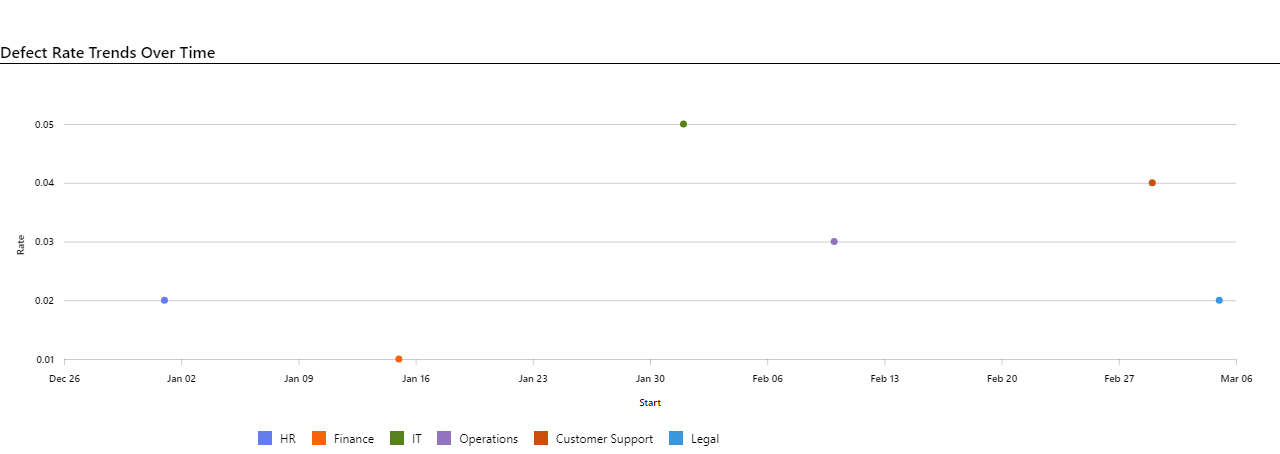 Defect Rate Trends Over Time
0.05
0.04
0.03
0.02
0.01
Rate
Dec 26 Jan 02 Jan 09 Jan 16 Jan 23 Jan 30 Feb 06 Feb 13 Feb 20 Feb 27 Mar 06
Start
HR Finance IT Operations Customer Support Legal